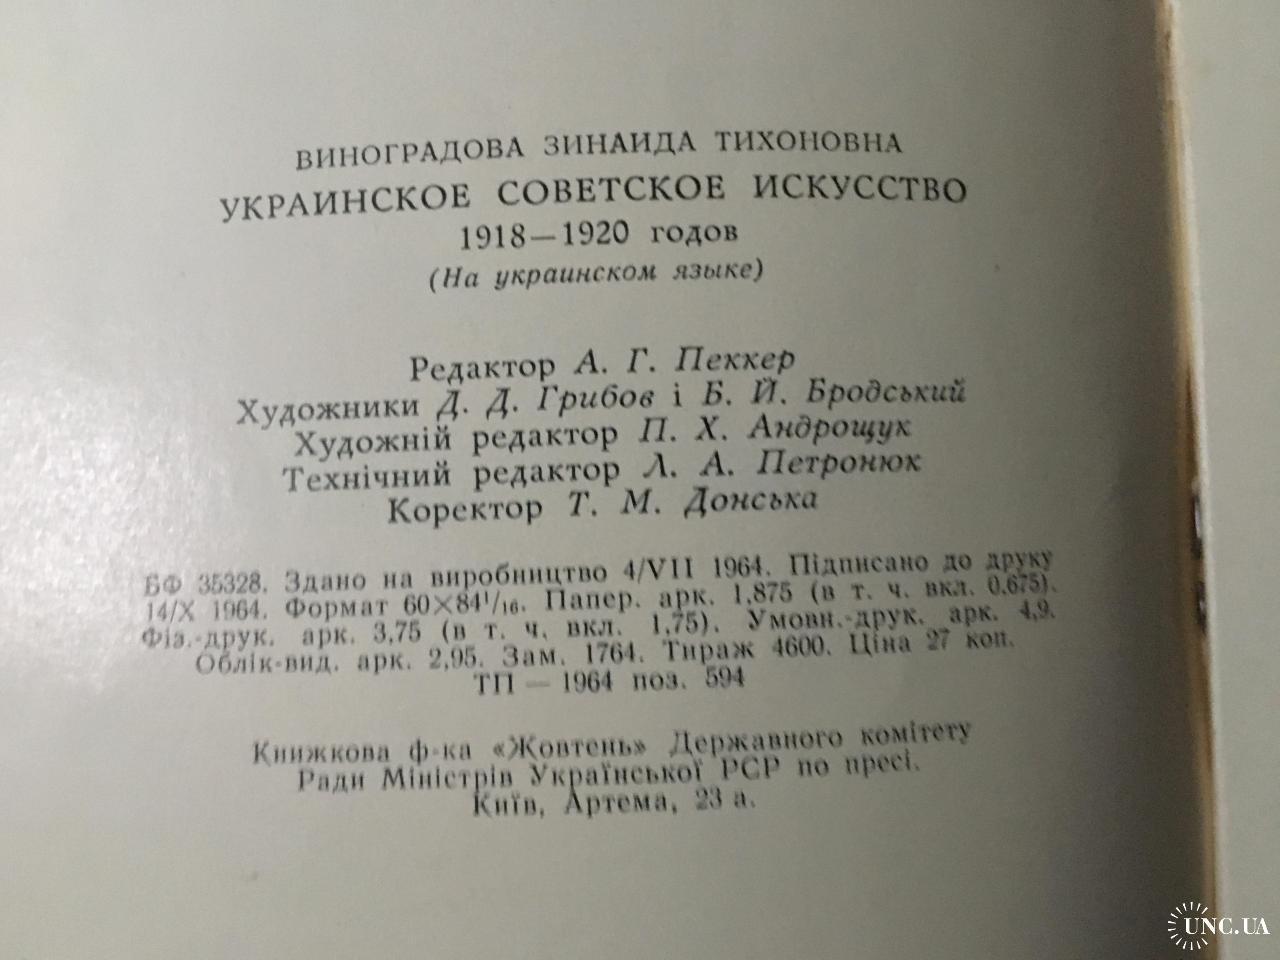 ВИНОГРАДОВА ЗИНАИДА ТИХОНОВНА
УКРАИНСКОЕ СОВЕТСКОЕ ИСКУССТВО
1918—1920 годов
(На украинском языке)
Редактор А. Г. Пеккер
Художники Д. Д. Грибов і Б. Й. Бродський
Художній редактор П. Х. Андрощук
Технічний редактор Л. А. Петронюк
Коректор Т. М. Донська
БФ 35328. Здано на виробництво 4/VII 1964. Підписано до друку
14/X 1964. Формат 60×84¹/₁₆. Папер. арк. 1,875 (в т. ч. вкл. 0,675).
Фіз.-друк. арк. 3,75 (в т. ч. вкл. 1,75). Умовн.-друк. арк. 4,9.
Облік-вид. арк. 2,95. Зам. 1764. Тираж 4600. Ціна 27 коп.
ТП — 1964 поз. 594
Книжкова ф-ка «Жовтень» Державного комітету
Ради Міністрів Української РСР по пресі.
Київ, Артема, 23 а.
UNC.UA